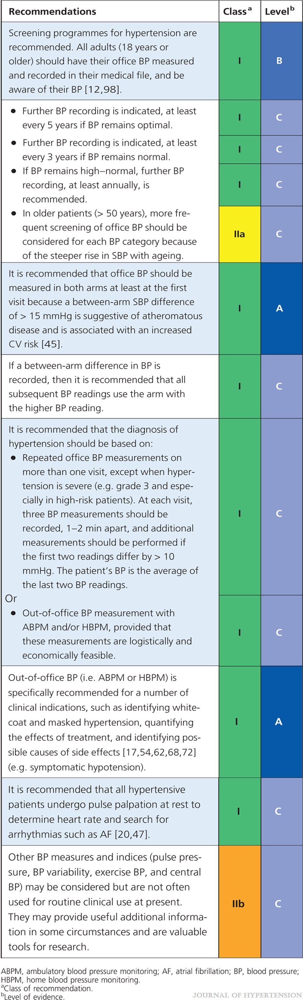 Recommendations Classᵃ Levelᵇ
Screening programmes for hypertension are
recommended. All adults (18 years or
older) should have their office BP measured
and recorded in their medical file, and be
aware of their BP [12,98].
I B
● Further BP recording is indicated, at least
every 5 years if BP remains optimal.
I C
● Further BP recording is indicated, at least
every 3 years if BP remains normal.
I C
● If BP remains high–normal, further BP
recording, at least annually, is
recommended.
I C
● In older patients (> 50 years), more fre-
quent screening of office BP should be
considered for each BP category because
of the steeper rise in SBP with ageing.
IIa C
It is recommended that office BP should be
measured in both arms at least at the first
visit because a between-arm SBP difference
of > 15 mmHg is suggestive of atheromatous
disease and is associated with an increased
CV risk [45].
I A
If a between-arm difference in BP is
recorded, then it is recommended that all
subsequent BP readings use the arm with
the higher BP reading.
I C
It is recommended that the diagnosis of
hypertension should be based on:
● Repeated office BP measurements on
more than one visit, except when hyper-
tension is severe (e.g. grade 3 and espe-
cially in high-risk patients). At each visit,
three BP measurements should be
recorded, 1–2 min apart, and additional
measurements should be performed if
the first two readings differ by > 10
mmHg. The patient's BP is the average of
the last two BP readings.
I C
Or
● Out-of-office BP measurement with
ABPM and/or HBPM, provided that
these measurements are logistically and
economically feasible.
I C
Out-of-office BP (i.e. ABPM or HBPM) is
specifically recommended for a number of
clinical indications, such as identifying white-
coat and masked hypertension, quantifying
the effects of treatment, and identifying pos-
sible causes of side effects [17,54,62,68,72]
(e.g. symptomatic hypotension).
I A
It is recommended that all hypertensive
patients undergo pulse palpation at rest to
determine heart rate and search for
arrhythmias such as AF [20,47].
I C
Other BP measures and indices (pulse pres-
sure, BP variability, exercise BP, and central
BP) may be considered but are not often
used for routine clinical use at present.
They may provide useful additional informa-
tion in some circumstances and are valuable
tools for research.
IIb C
ABPM, ambulatory blood pressure monitoring; AF, atrial fibrillation; BP, blood pressure;
HBPM, home blood pressure monitoring.
ᵃClass of recommendation.
ᵇLevel of evidence.
JOURNAL OF HYPERTENSION